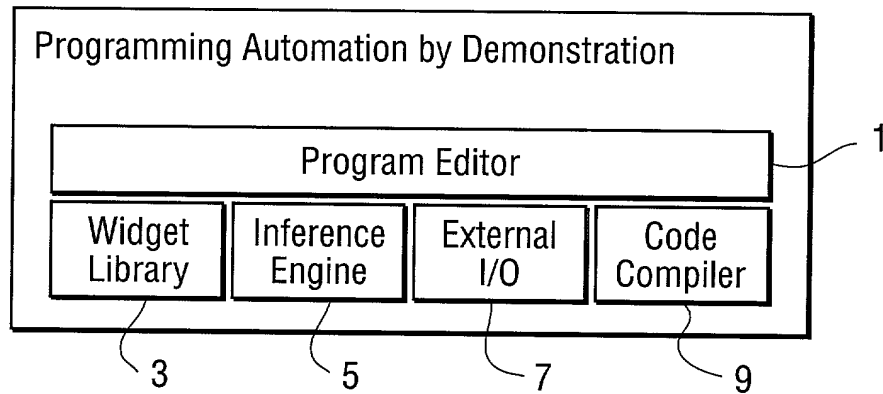 Programming Automation by Demonstration
Program Editor
1
Widget
Library
Inference
Engine
External
I/O
Code
Compiler
3
5
7
9